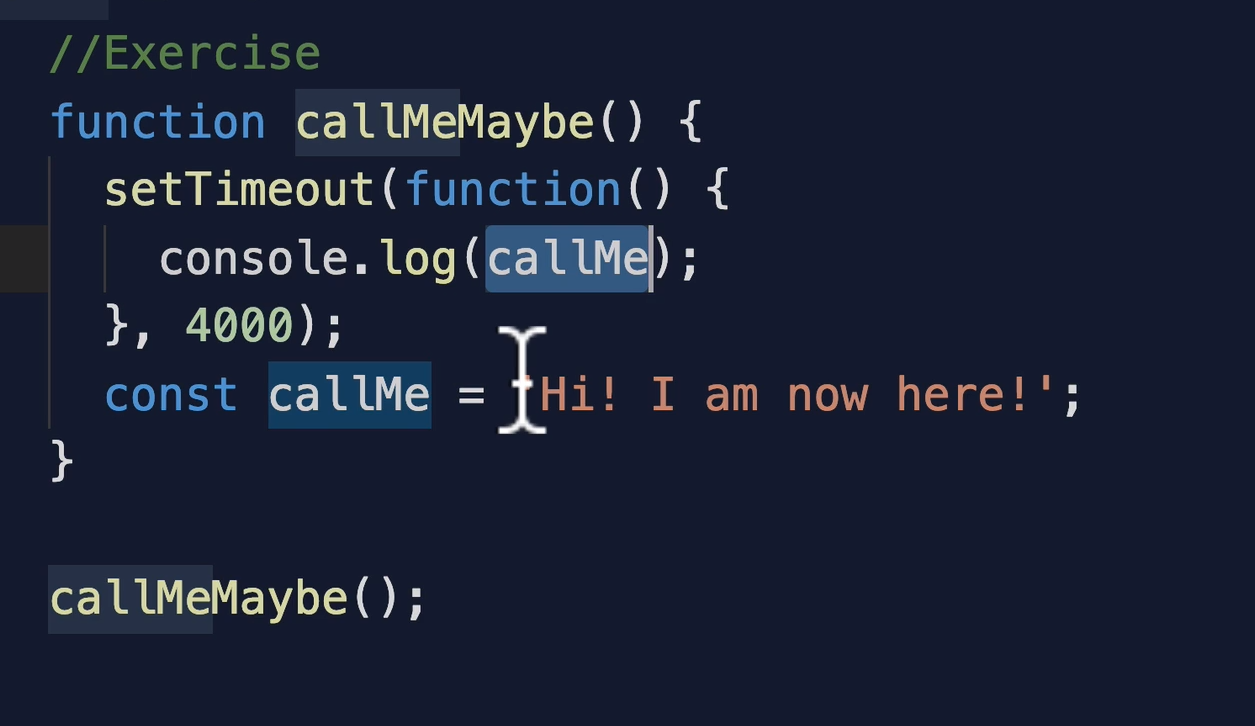 //Exercise
function callMeMaybe() {
  setTimeout(function() {
    console.log(callMe);
  }, 4000);
  const callMe = 'Hi! I am now here!';
}
callMeMaybe();